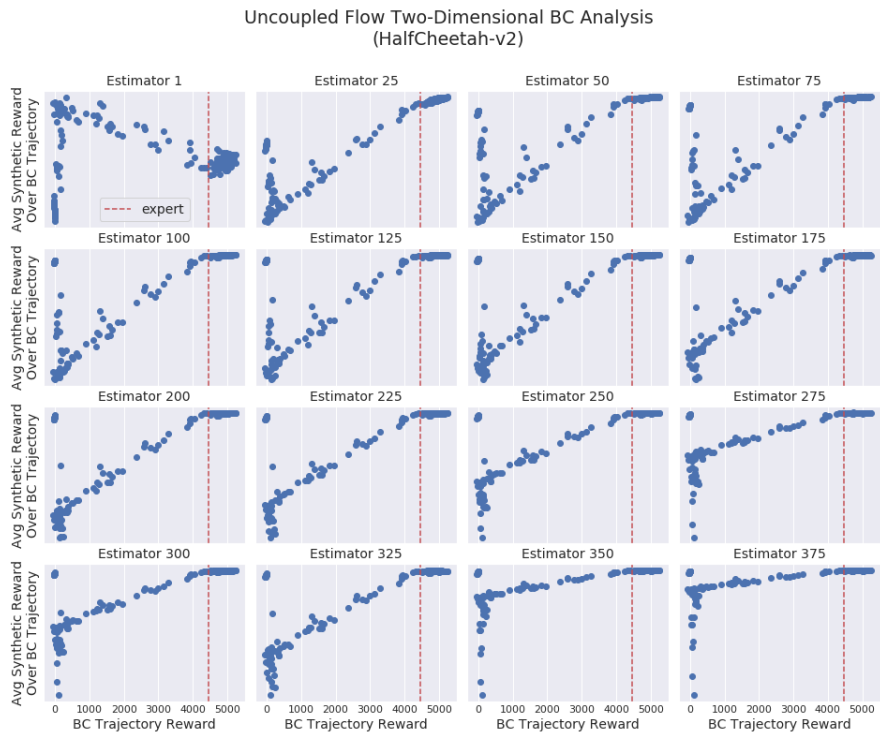 Uncoupled Flow Two-Dimensional BC Analysis
(HalfCheetah-v2)
Estimator 1
Estimator 25
Estimator 50
Estimator 75
Avg Synthetic Reward
Over BC Trajectory
expert
Estimator 100
Estimator 125
Estimator 150
Estimator 175
Avg Synthetic Reward
Over BC Trajectory
Estimator 200
Estimator 225
Estimator 250
Estimator 275
Avg Synthetic Reward
Over BC Trajectory
Estimator 300
Estimator 325
Estimator 350
Estimator 375
Avg Synthetic Reward
Over BC Trajectory
0 1000 2000 3000 4000 5000
0 1000 2000 3000 4000 5000
0 1000 2000 3000 4000 5000
0 1000 2000 3000 4000 5000
BC Trajectory Reward
BC Trajectory Reward
BC Trajectory Reward
BC Trajectory Reward